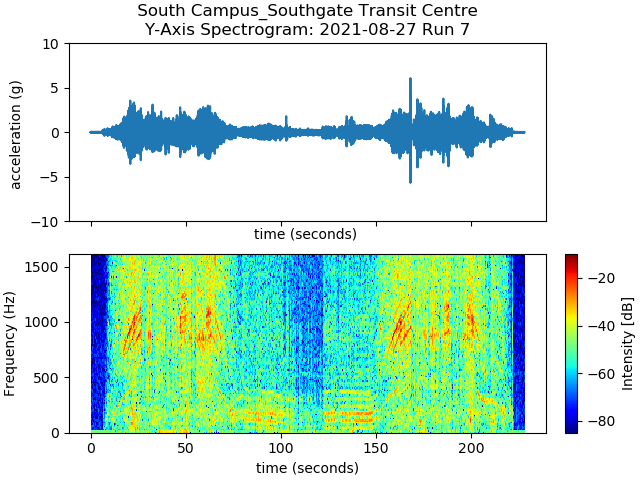 South Campus_Southgate Transit Centre
Y-Axis Spectrogram: 2021-08-27 Run 7
10
5
0
−5
−10
acceleration (g)
time (seconds)
1500
1000
500
0
Frequency (Hz)
0 50 100 150 200
time (seconds)
−20
−40
−60
−80
Intensity [dB]